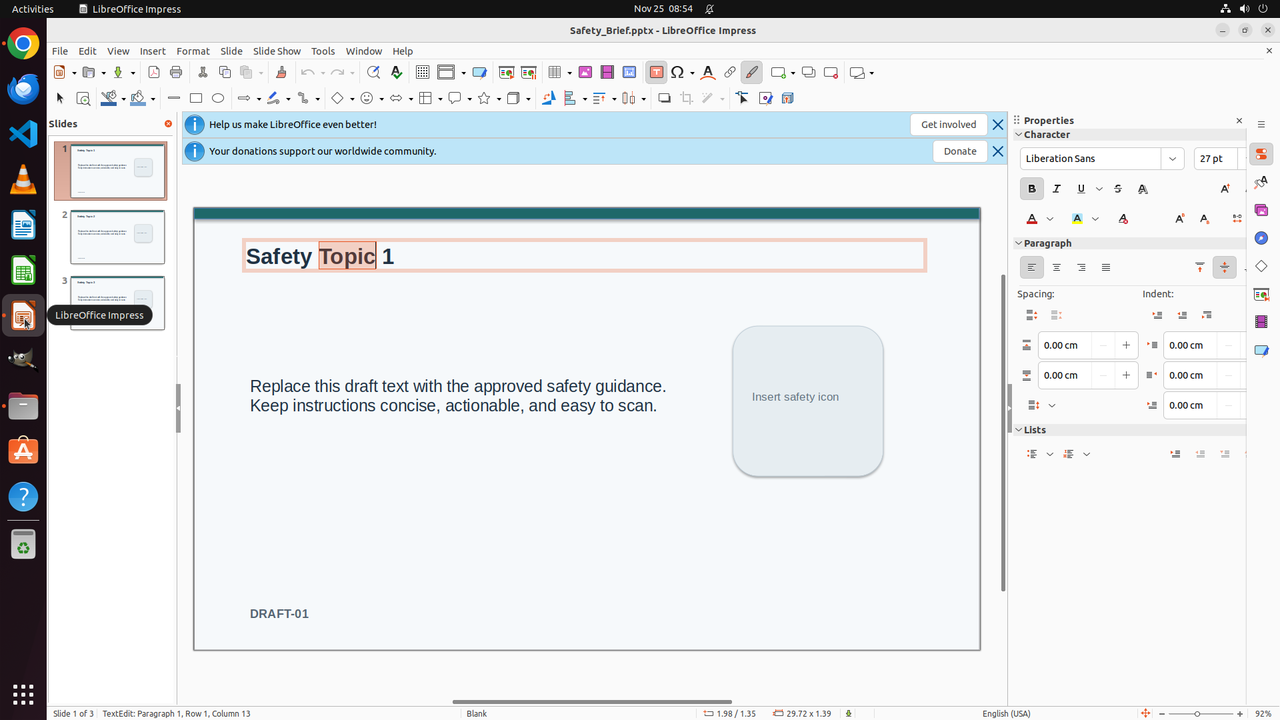 Activities
LibreOffice Impress
Nov 25 08:54
Safety_Brief.pptx - LibreOffice Impress
File Edit View Insert Format Slide Slide Show Tools Window Help
Slides
Help us make LibreOffice even better!
Get involved
Your donations support our worldwide community.
Donate
1
2
3
LibreOffice Impress
Safety Topic 1
Replace this draft text with the approved safety guidance.
Keep instructions concise, actionable, and easy to scan.
Insert safety icon
DRAFT-01
Properties
Character
Liberation Sans
27 pt
Paragraph
Spacing:
Indent:
0.00 cm
0.00 cm
0.00 cm
0.00 cm
0.00 cm
Lists
Slide 1 of 3
TextEdit: Paragraph 1, Row 1, Column 13
Blank
1.98 / 1.35
29.72 x 1.39
English (USA)
92%